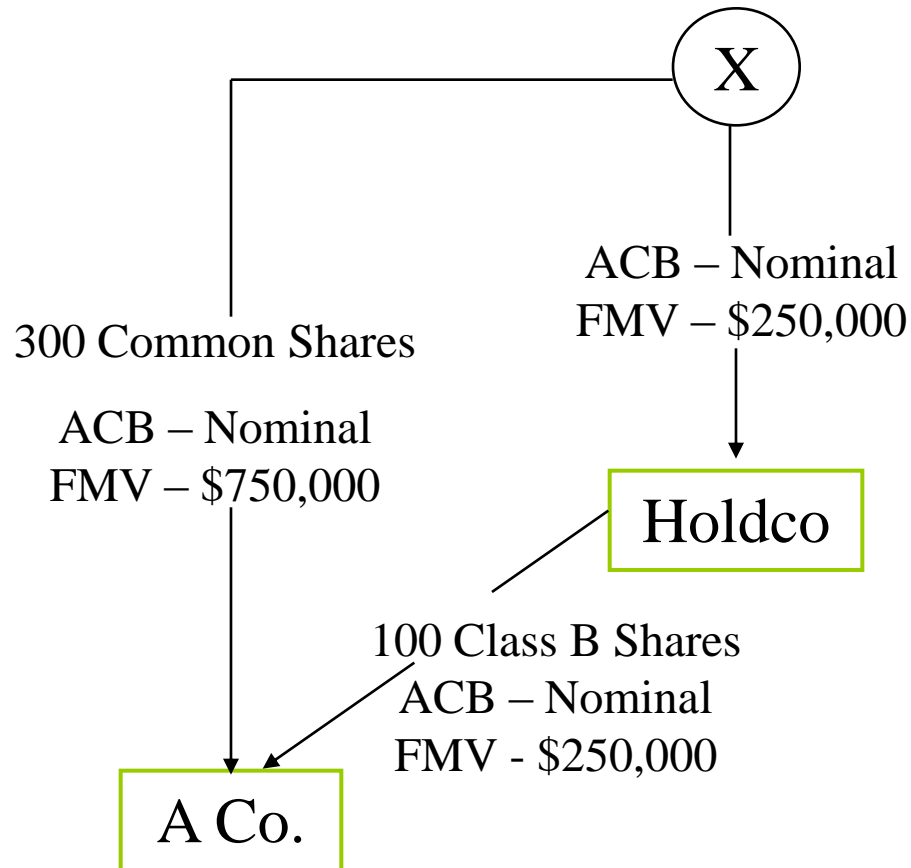 X
ACB – Nominal
FMV – $250,000
300 Common Shares
ACB – Nominal
FMV – $750,000
Holdco
100 Class B Shares
ACB – Nominal
FMV - $250,000
A Co.